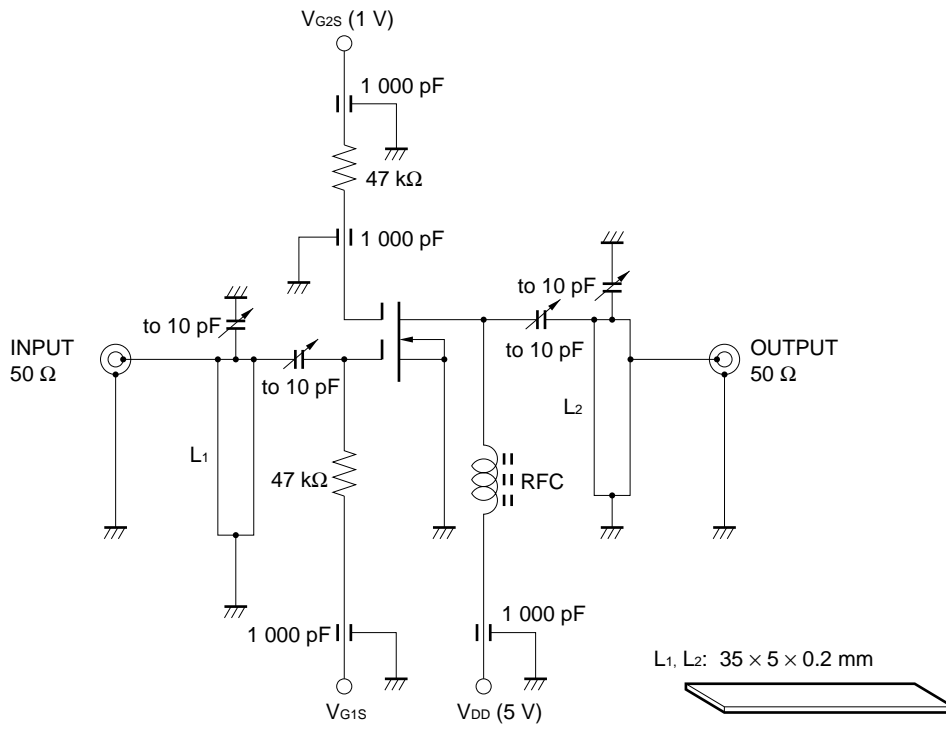 VG2S (1 V)
1 000 pF
47 kΩ
1 000 pF
to 10 pF
to 10 pF
INPUT
50 Ω
to 10 pF
to 10 pF
OUTPUT
50 Ω
L1
L2
47 kΩ
RFC
1 000 pF
1 000 pF
L1, L2: 35 × 5 × 0.2 mm
VG1S
VDD (5 V)